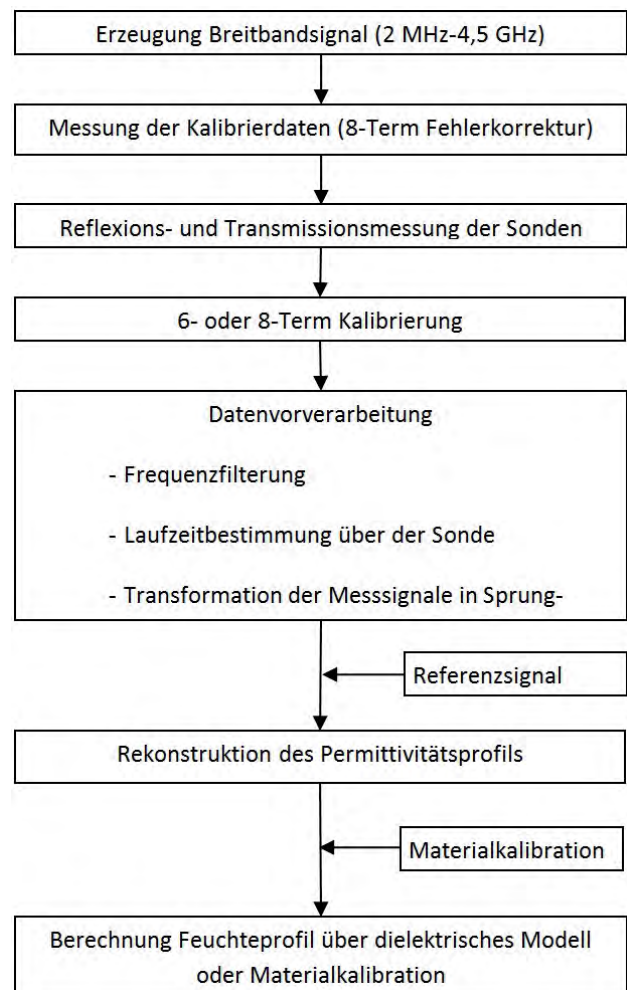 Erzeugung Breitbandsignal (2 MHz-4,5 GHz)
Messung der Kalibrierdaten (8-Term Fehlerkorrektur)
Reflexions- und Transmissionsmessung der Sonden
6- oder 8-Term Kalibrierung
Datenvorverarbeitung
- Frequenzfilterung
- Laufzeitbestimmung über der Sonde
- Transformation der Messsignale in Sprung-
Referenzsignal
Rekonstruktion des Permittivitätsprofils
Materialkalibration
Berechnung Feuchteprofil über dielektrisches Modell
oder Materialkalibration